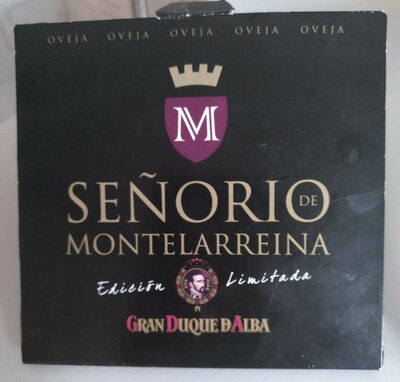 OVEJA OVEJA OVEJA OVEJA OVEJA
M
SEÑORIO DE
MONTELARREINA
Edición Limitada
GRAN DUQUE D ALBA